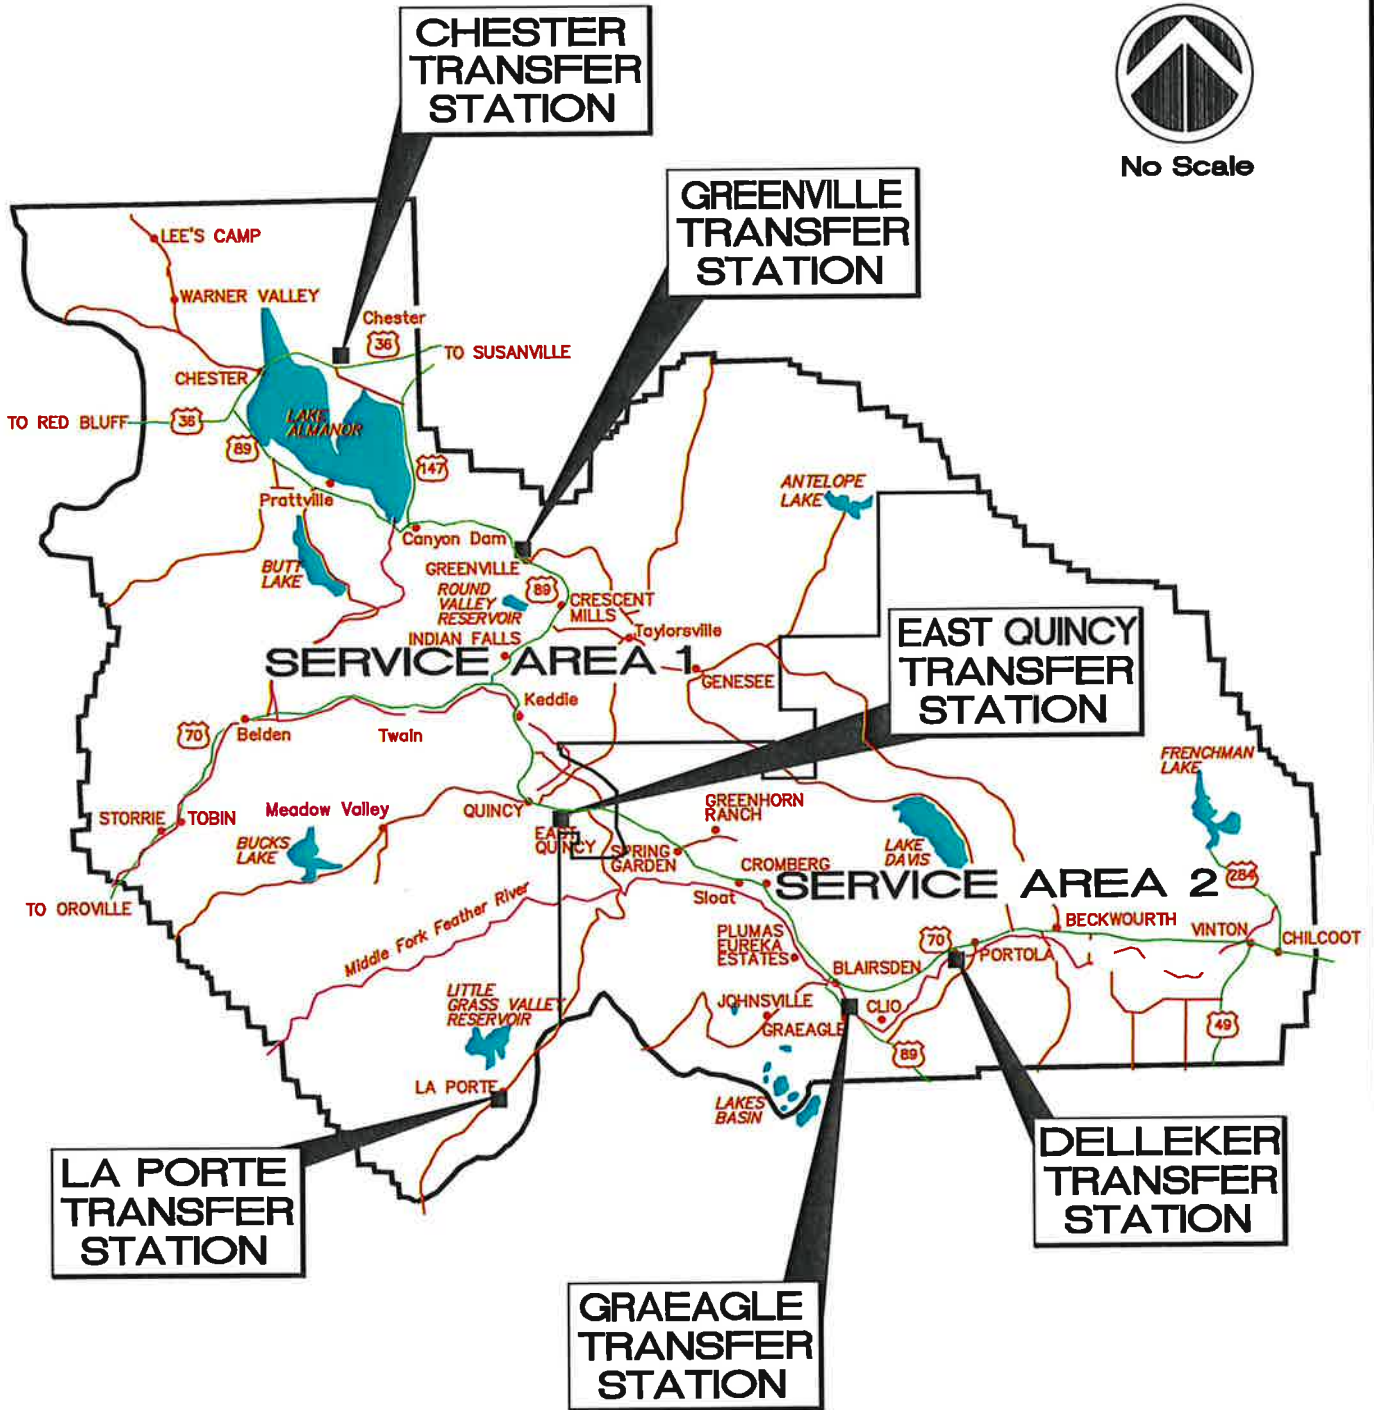 CHESTER
TRANSFER
STATION
No Scale
GREENVILLE
TRANSFER
STATION
LEE'S CAMP
WARNER VALLEY
Chester
36
TO SUSANVILLE
CHESTER
TO RED BLUFF
36
LAKE
ALMANOR
89
147
Prattville
ANTELOPE
LAKE
Canyon Dam
GREENVILLE
BUTT
LAKE
ROUND
VALLEY
RESERVOIR
89
CRESCENT
MILLS
Taylorsville
INDIAN FALLS
SERVICE AREA 1
GENESEE
EAST QUINCY
TRANSFER
STATION
Keddie
70
Belden
Twain
FRENCHMAN
LAKE
STORRIE
TOBIN
Meadow Valley
QUINCY
GREENHORN
RANCH
BUCKS
LAKE
EAST
QUINCY
SPRING
GARDEN
LAKE
DAVIS
CROMBERG
SERVICE AREA 2
284
TO OROVILLE
Sloat
Middle Fork Feather River
PLUMAS
EUREKA
ESTATES
70
BECKWOURTH
VINTON
CHILCOOT
PORTOLA
BLAIRSDEN
LITTLE
GRASS VALLEY
RESERVOIR
JOHNSVILLE
GRAEAGLE
CLIO
49
89
LA PORTE
LAKES
BASIN
LA PORTE
TRANSFER
STATION
DELLEKER
TRANSFER
STATION
GRAEAGLE
TRANSFER
STATION